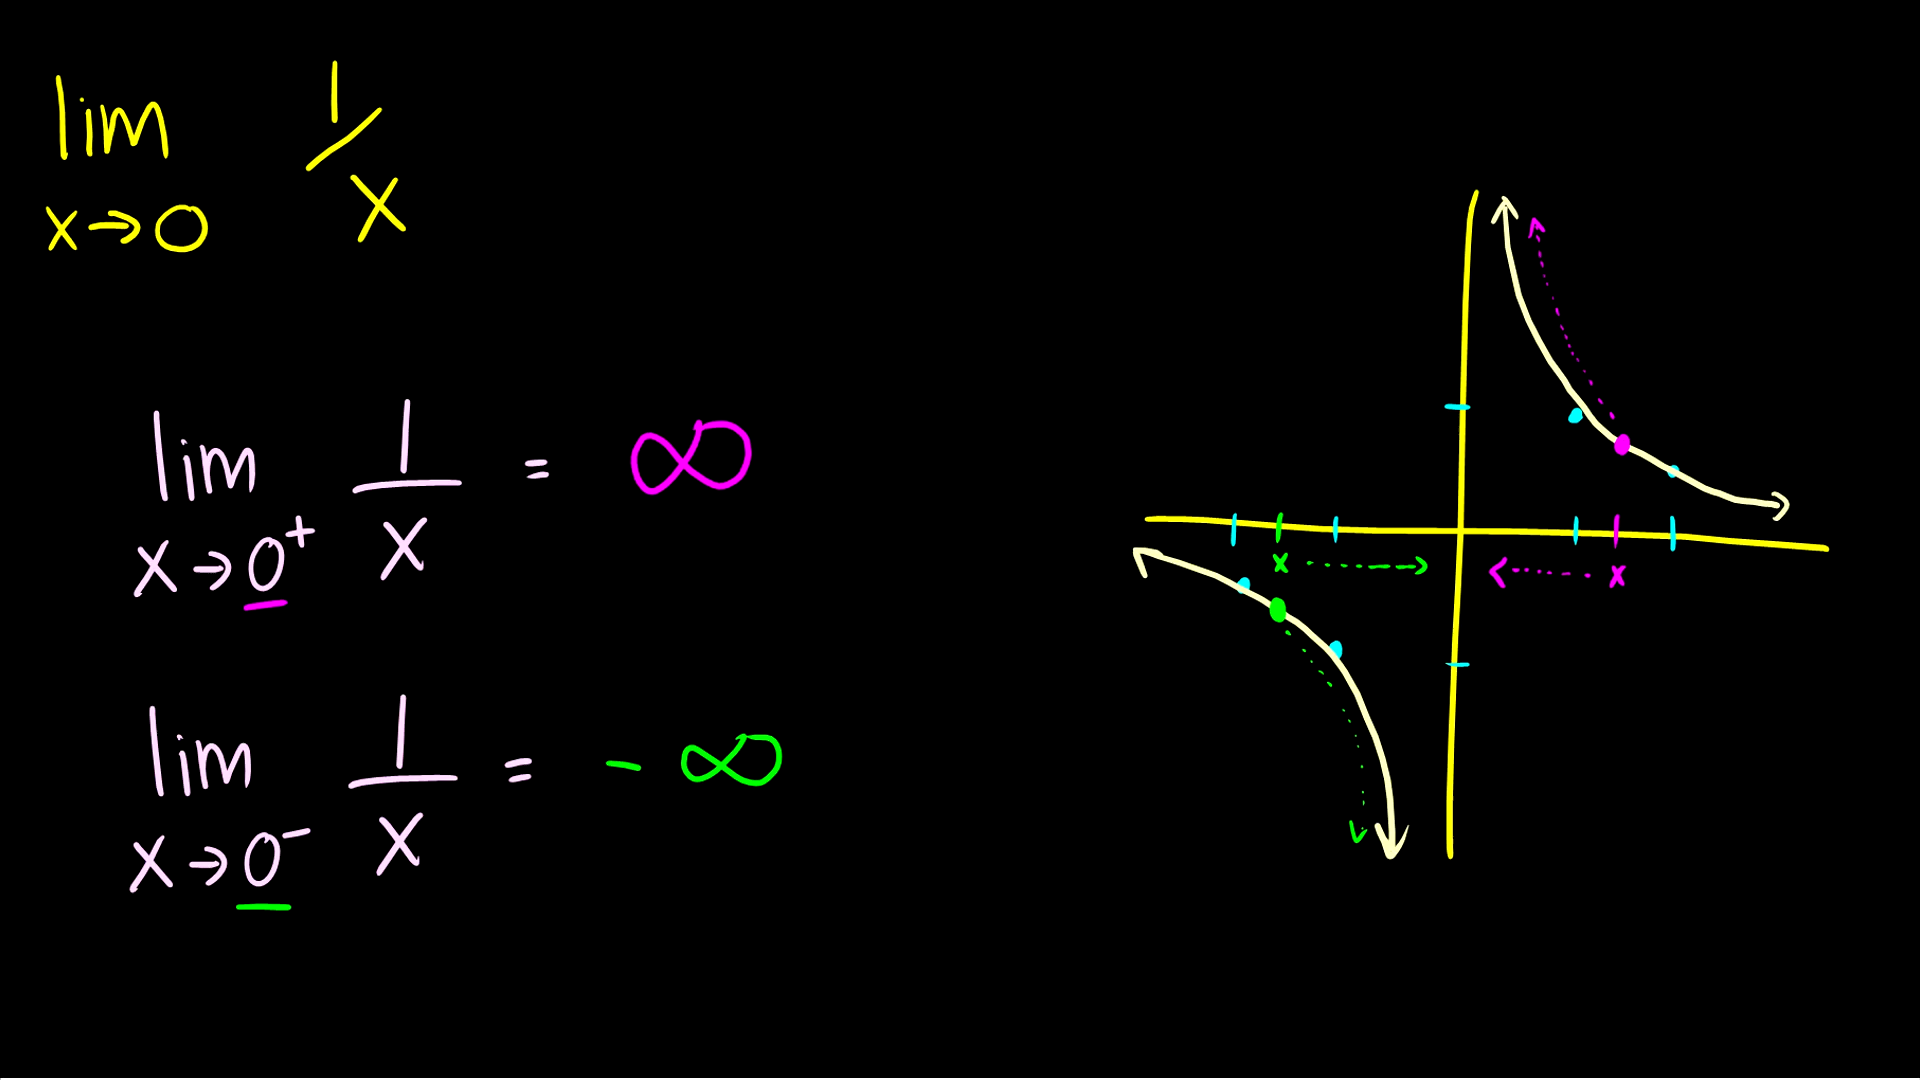 lim 1/x
x→0
lim 1/x = ∞
x→0⁺
lim 1/x = -∞
x→0⁻
x x